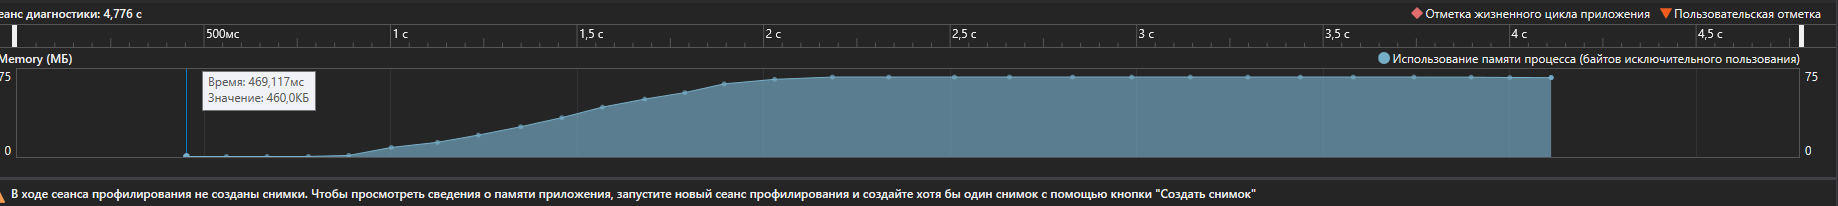 еанс диагностики: 4,776 с
Отметка жизненного цикла приложения Пользовательская отметка
500мс 1 с 1,5 с 2 с 2,5 с 3 с 3,5 с 4 с 4,5 с
Memory (МБ) Использование памяти процесса (байтов исключительного пользования)
75 75
Время: 469,117мс
Значение: 460,0КБ
0 0
В ходе сеанса профилирования не созданы снимки. Чтобы просмотреть сведения о памяти приложения, запустите новый сеанс профилирования и создайте хотя бы один снимок с помощью кнопки "Создать снимок"